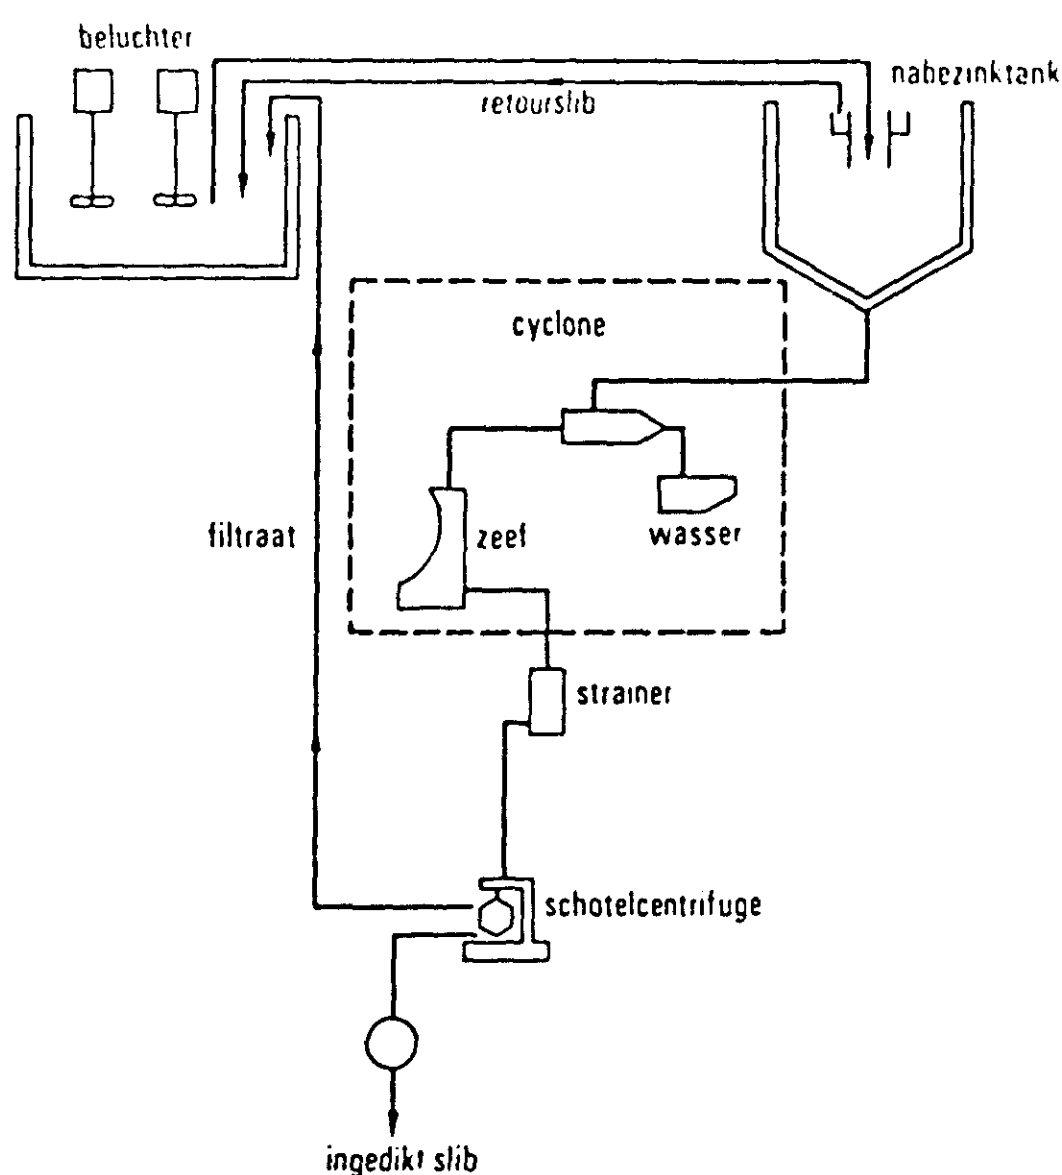 beluchter
nabezinktank
retourslib
cyclone
filtraat
zeef
wasser
strainer
schotelcentrifuge
ingedikt slib